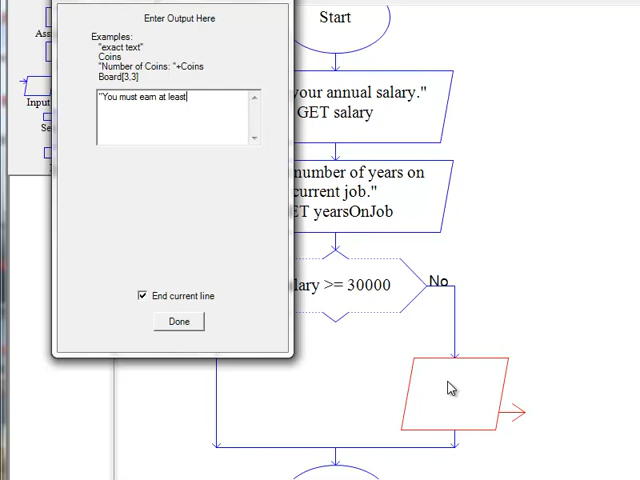 Enter Output Here
Start
Examples:
"exact text"
Coins
"Number of Coins: "+Coins
Board[3,3]
Ass
your annual salary."
GET salary
"You must earn at least
Input
Se
number of years on
current job."
ET yearsOnJob
lary >= 30000
No
End current line
Done